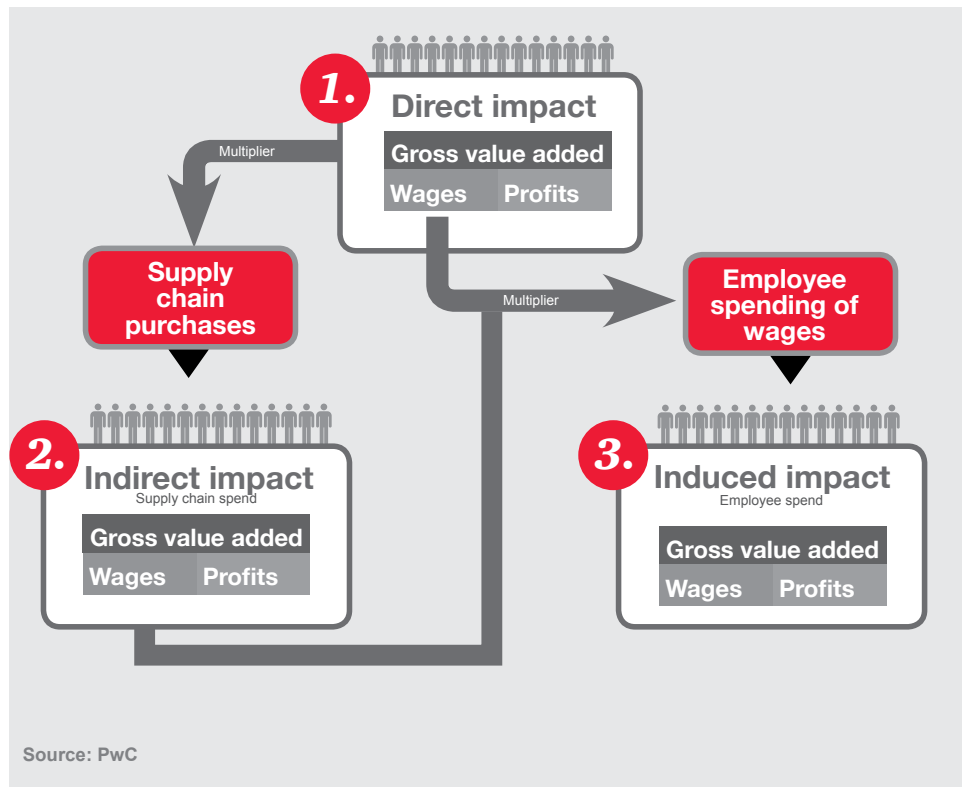 1.
Direct impact
Gross value added
Wages Profits
Multiplier
Supply
chain
purchases
Multiplier
Employee
spending of
wages
2.
Indirect impact
Supply chain spend
Gross value added
Wages Profits
3.
Induced impact
Employee spend
Gross value added
Wages Profits
Source: PwC